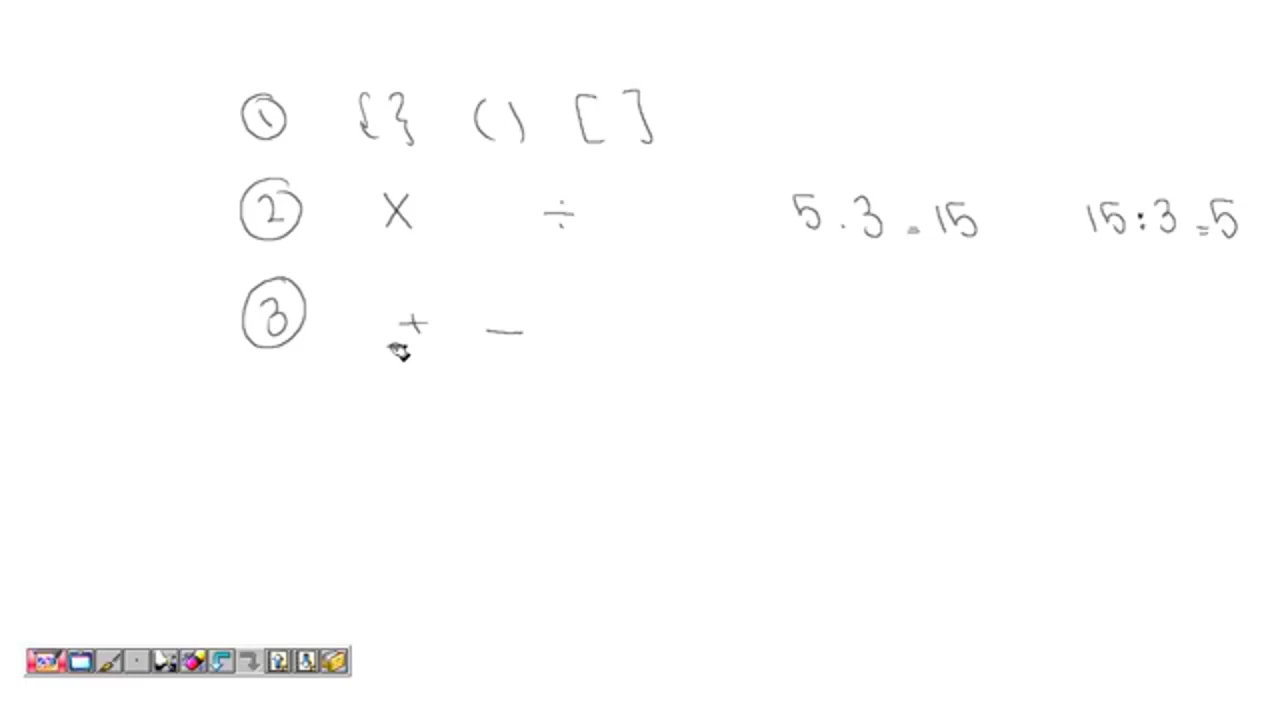 ① {} () []
② × ÷ 5 . 3 = 15 15 : 3 = 5
③ + −